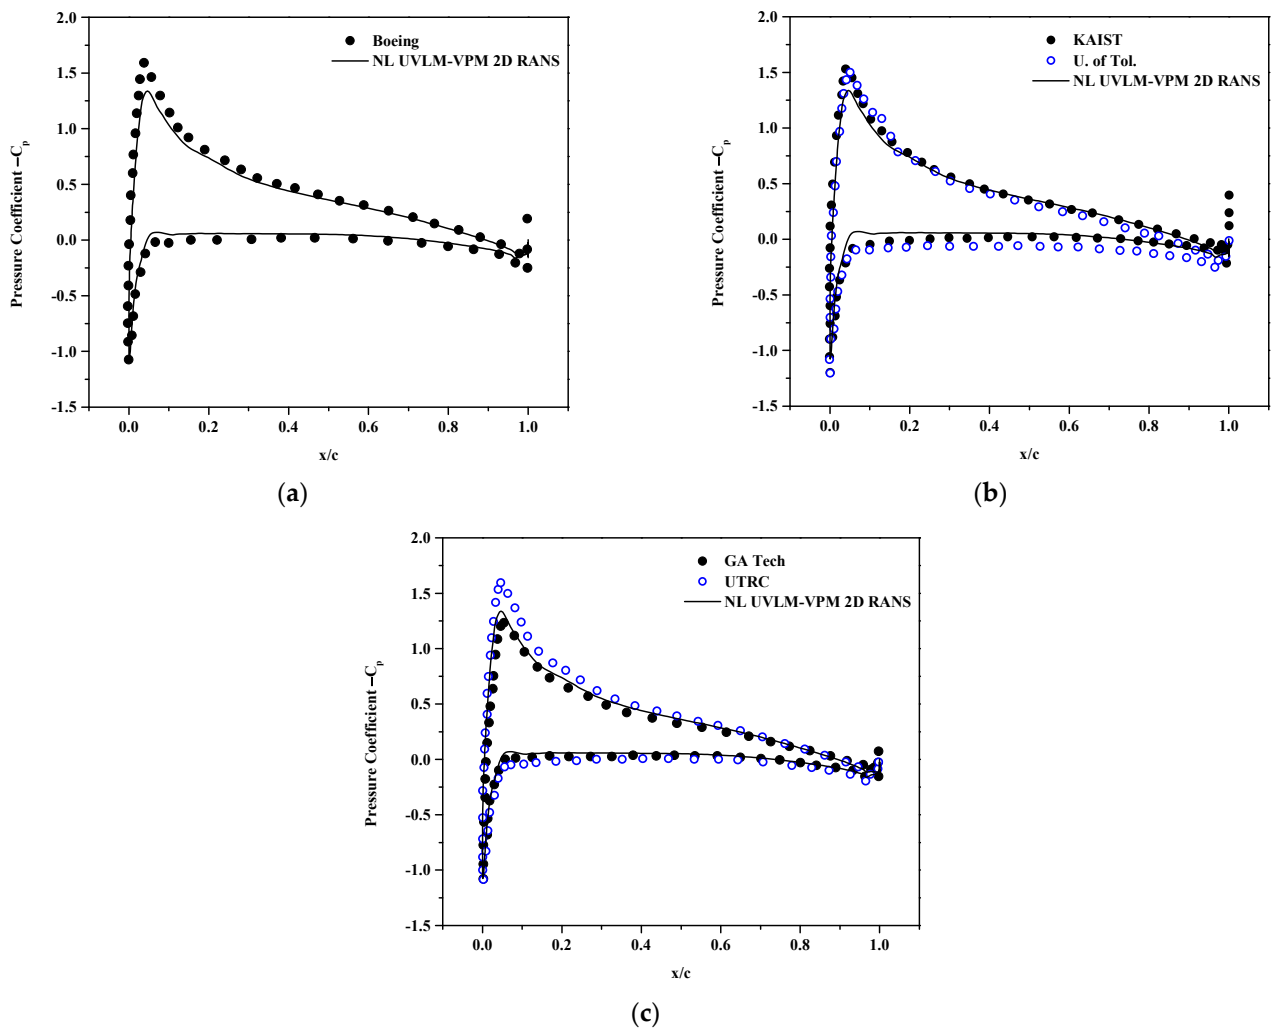 2.0
1.5
1.0
0.5
0.0
-0.5
-1.0
-1.5
0.0 0.2 0.4 0.6 0.8 1.0
Pressure Coefficient −Cp
x/c
Boeing
NL UVLM-VPM 2D RANS
(a)
2.0
1.5
1.0
0.5
0.0
-0.5
-1.0
-1.5
0.0 0.2 0.4 0.6 0.8 1.0
Pressure Coefficient −Cp
x/c
KAIST
U. of Tol.
NL UVLM-VPM 2D RANS
(b)
2.0
1.5
1.0
0.5
0.0
-0.5
-1.0
-1.5
0.0 0.2 0.4 0.6 0.8 1.0
Pressure Coefficient −Cp
x/c
GA Tech
UTRC
NL UVLM-VPM 2D RANS
(c)